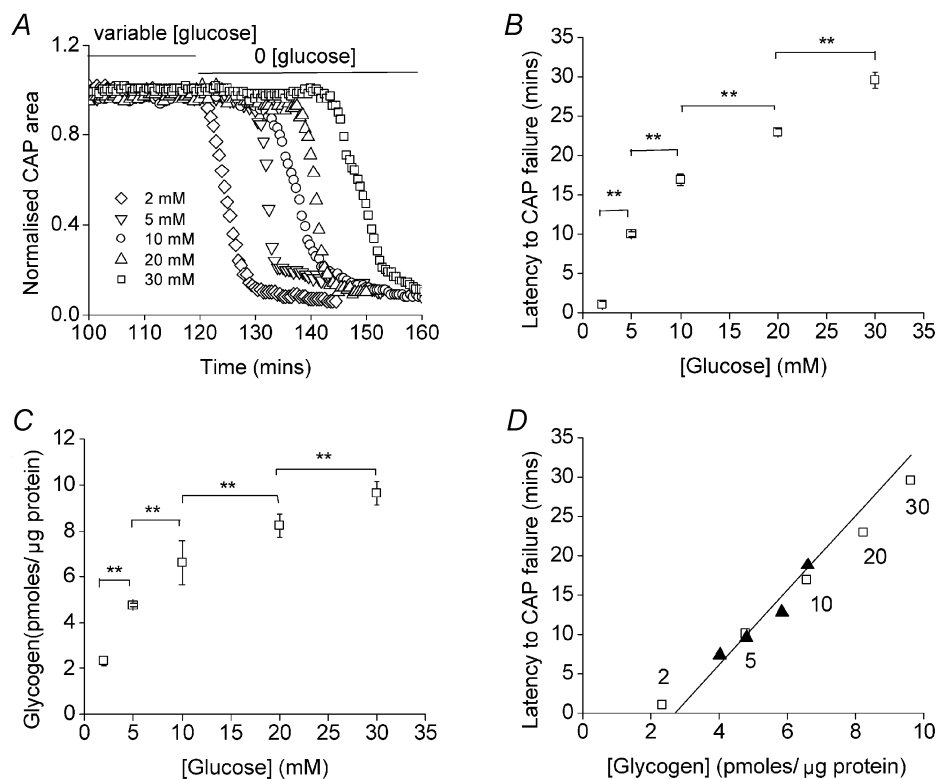 A
variable [glucose]
0 [glucose]
1.2
0.8
0.4
0.0
Normalised CAP area
2 mM
5 mM
10 mM
20 mM
30 mM
100 110 120 130 140 150 160
Time (mins)
B
**
**
**
**
35
30
25
20
15
10
5
0
Latency to CAP failure (mins)
0 5 10 15 20 25 30 35
[Glucose] (mM)
C
**
**
**
**
12
10
8
6
4
2
0
Glycogen(pmoles/µg protein)
0 5 10 15 20 25 30 35
[Glucose] (mM)
D
35
30
25
20
15
10
5
0
Latency to CAP failure (mins)
30
20
10
5
2
0 2 4 6 8 10
[Glycogen] (pmoles/ µg protein)